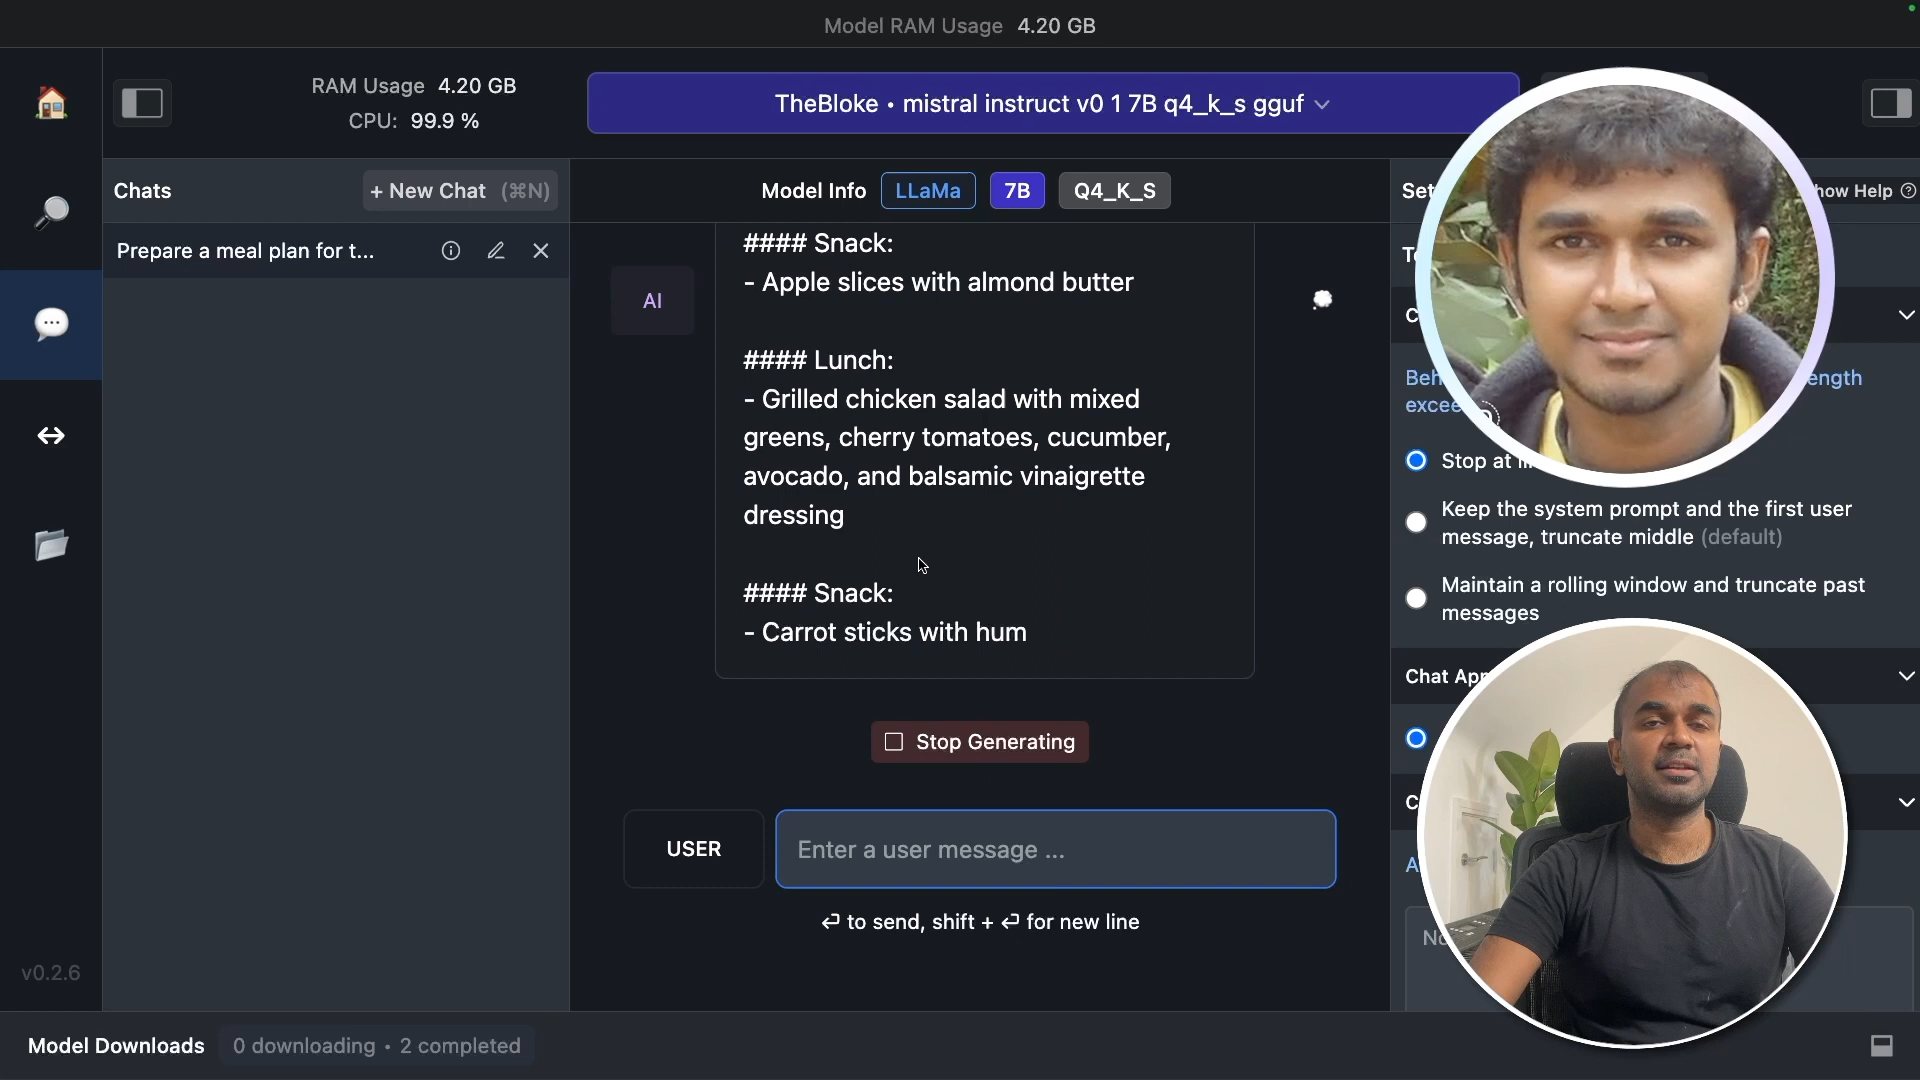 Model RAM Usage 4.20 GB
RAM Usage 4.20 GB
CPU: 99.9 %
TheBloke • mistral instruct v0 1 7B q4_k_s gguf
Chats
+ New Chat (⌘N)
Model Info LLaMa 7B Q4_K_S
how Help
Prepare a meal plan for t...
AI
#### Snack:
- Apple slices with almond butter
#### Lunch:
- Grilled chicken salad with mixed
greens, cherry tomatoes, cucumber,
avocado, and balsamic vinaigrette
dressing
#### Snack:
- Carrot sticks with hum
Stop Generating
USER
Enter a user message ...
⏎ to send, shift + ⏎ for new line
Stop at
Keep the system prompt and the first user
message, truncate middle (default)
Maintain a rolling window and truncate past
messages
Chat App
v0.2.6
Model Downloads 0 downloading • 2 completed